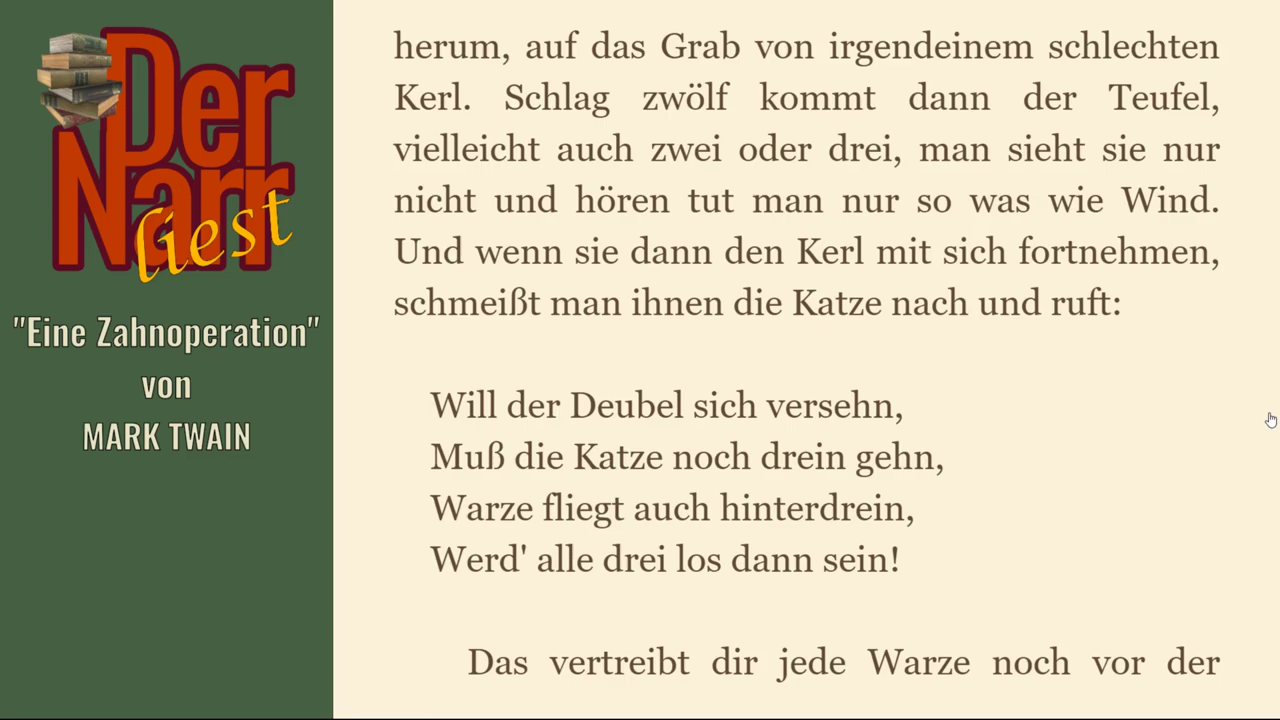 Der
Narr
liest
"Eine Zahnoperation"
von
MARK TWAIN
herum, auf das Grab von irgendeinem schlechten
Kerl. Schlag zwölf kommt dann der Teufel,
vielleicht auch zwei oder drei, man sieht sie nur
nicht und hören tut man nur so was wie Wind.
Und wenn sie dann den Kerl mit sich fortnehmen,
schmeißt man ihnen die Katze nach und ruft:
Will der Deubel sich versehn,
Muß die Katze noch drein gehn,
Warze fliegt auch hinterdrein,
Werd' alle drei los dann sein!
Das vertreibt dir jede Warze noch vor der